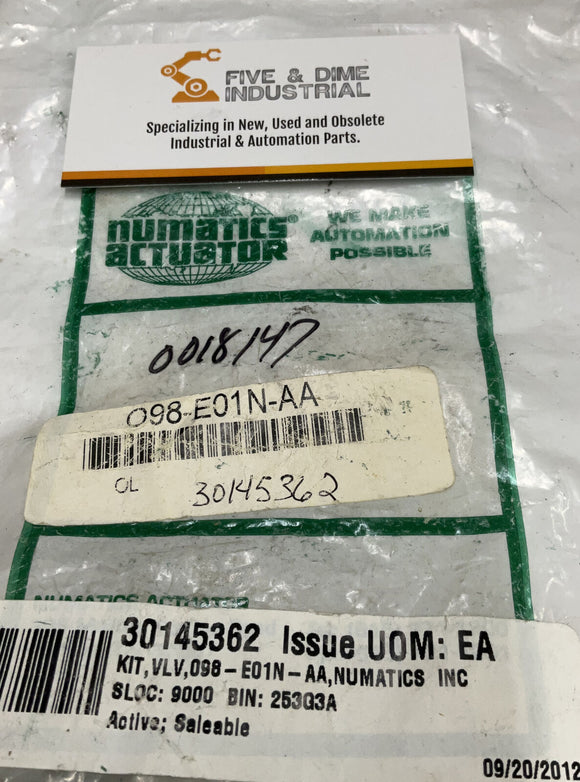 FIVE & DIME
INDUSTRIAL
Specializing in New, Used and Obsolete
Industrial & Automation Parts.
numatics®
actuator
WE MAKE
AUTOMATION
POSSIBLE
0018147
098-E01N-AA
OL
30145362
NUMATICS ACTUATOR
30145362 Issue UOM: EA
KIT,VLV,098-E01N-AA,NUMATICS INC
SLOC: 9000 BIN: 253Q3A
Active; Saleable
09/20/2012